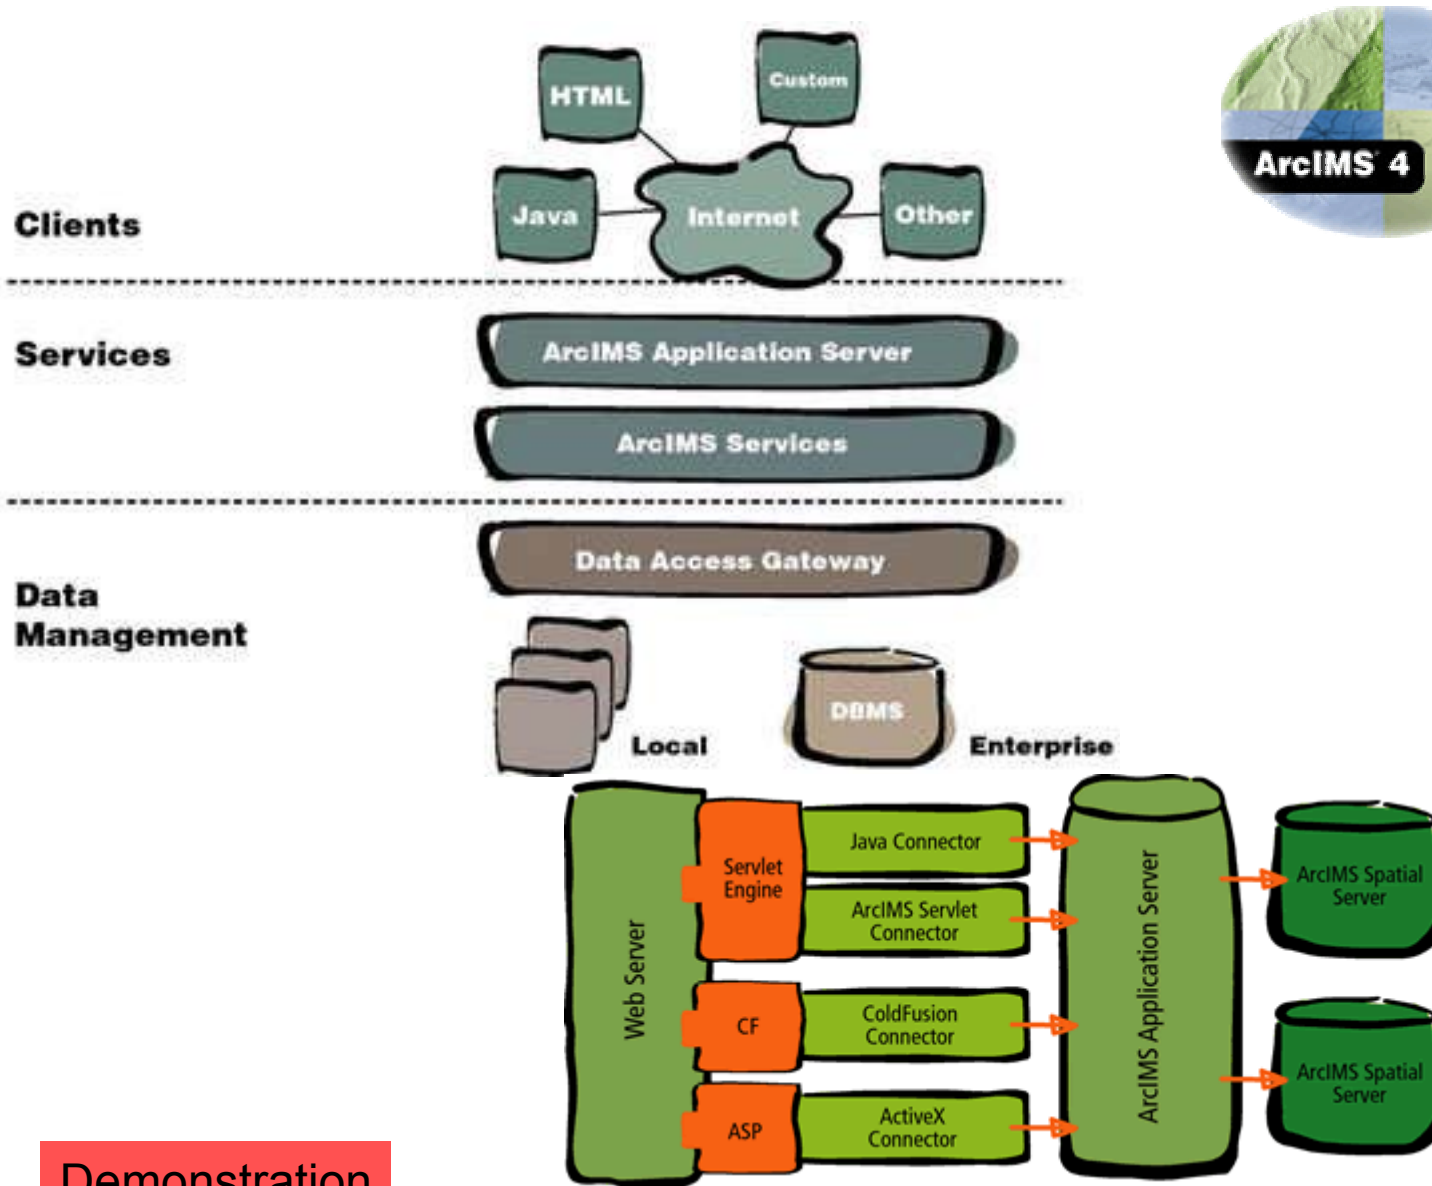 HTML
Custom
ArcIMS® 4
Clients
Java
Internet
Other
Services
ArcIMS Application Server
ArcIMS Services
Data Access Gateway
Data
Management
DBMS
Local
Enterprise
Web Server
Servlet
Engine
Java Connector
ArcIMS Servlet
Connector
CF
ColdFusion
Connector
ASP
ActiveX
Connector
ArcIMS Application Server
ArcIMS Spatial
Server
ArcIMS Spatial
Server
Demonstration